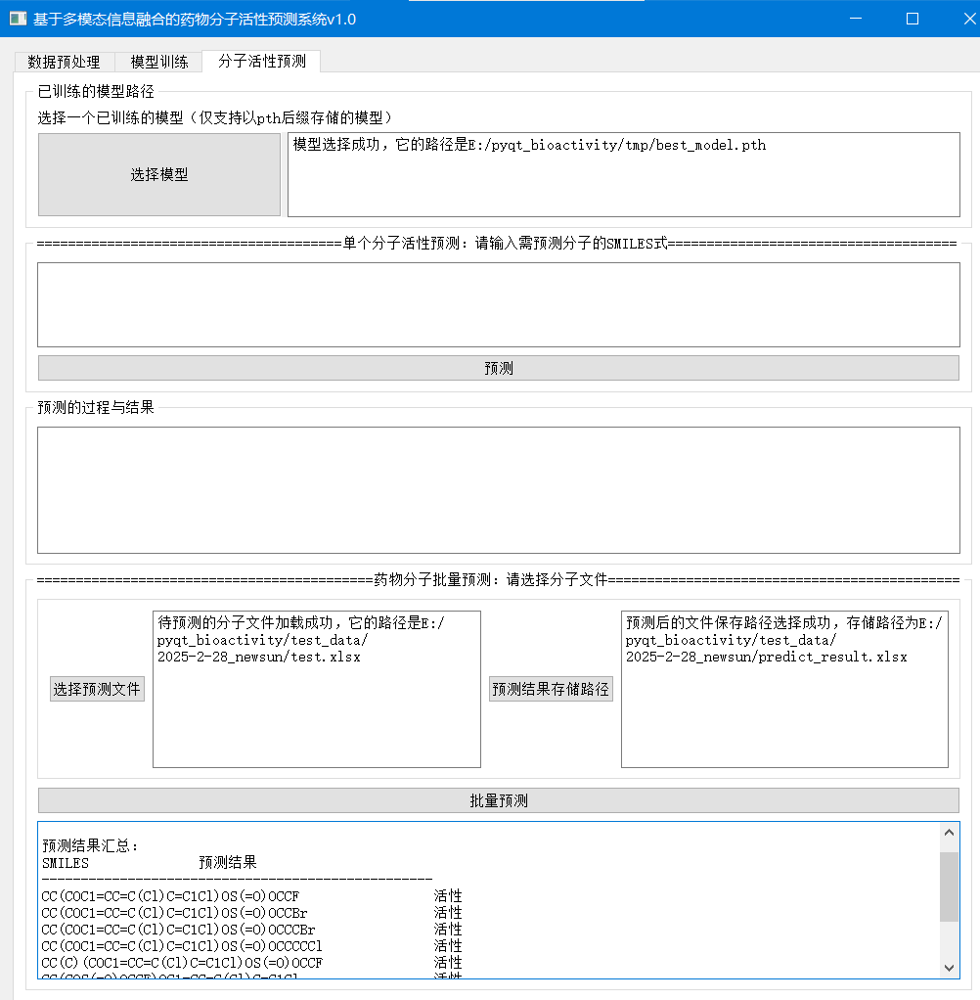 基于多模态信息融合的药物分子活性预测系统v1.0
数据预处理 模型训练 分子活性预测
已训练的模型路径
选择一个已训练的模型（仅支持以pth后缀存储的模型）
选择模型
模型选择成功，它的路径是E:/pyqt_bioactivity/tmp/best_model.pth
=======================================单个分子活性预测：请输入需预测分子的SMILES式=====================================
预测
预测的过程与结果
===========================================药物分子批量预测：请选择分子文件=============================================
选择预测文件
待预测的分子文件加载成功，它的路径是E:/
pyqt_bioactivity/test_data/
2025-2-28_newsun/test.xlsx
预测结果存储路径
预测后的文件保存路径选择成功，存储路径为E:/
pyqt_bioactivity/test_data/
2025-2-28_newsun/predict_result.xlsx
批量预测
预测结果汇总：
SMILES 预测结果
--------------------------------------------------
CC(COC1=CC=C(Cl)C=C1Cl)OS(=O)OCCF 活性
CC(COC1=CC=C(Cl)C=C1Cl)OS(=O)OCCBr 活性
CC(COC1=CC=C(Cl)C=C1Cl)OS(=O)OCCCBr 活性
CC(COC1=CC=C(Cl)C=C1Cl)OS(=O)OCCCCCl 活性
CC(C)(COC1=CC=C(Cl)C=C1Cl)OS(=O)OCCF 活性
CC(COS(=O)OCCF)OC1=CC=C(Cl)C=C1Cl 活性